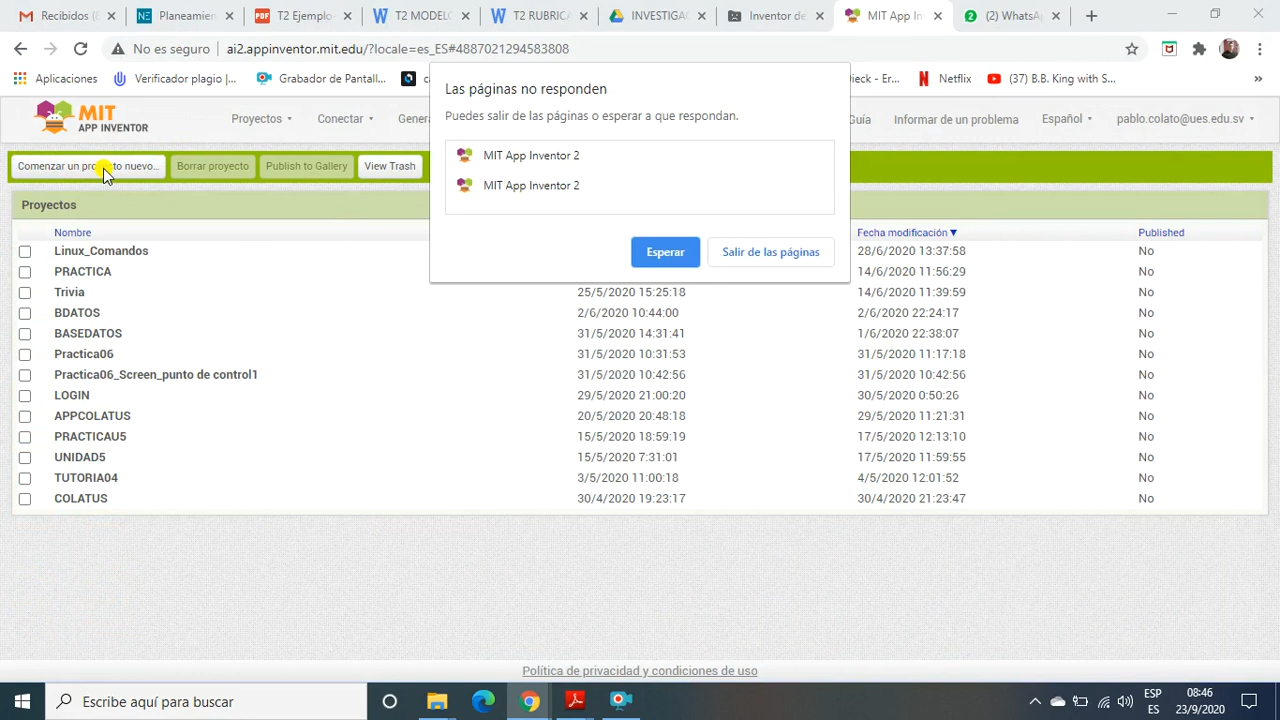 Recibidos (
Planeamien
T2 Ejemplo
T2 MODEL
T2 RUBRICA
INVESTIGA
Inventor de
MIT App In
(2) WhatsA
No es seguro
ai2.appinventor.mit.edu/?locale=es_ES#4887021294583808
Aplicaciones
Verificador plagio |...
Grabador de Pantall...
Dieck - Er...
Netflix
(37) B.B. King with S...
»
MIT
APP INVENTOR
Proyectos
Conectar
Gener
Guía
Informar de un problema
Español
pablo.colato@ues.edu.sv
Las páginas no responden
Puedes salir de las páginas o esperar a que respondan.
MIT App Inventor 2
MIT App Inventor 2
Esperar
Salir de las páginas
Comenzar un proyecto nuevo...
Borrar proyecto
Publish to Gallery
View Trash
Proyectos
Nombre Fecha modificación▼ Published
Linux_Comandos 28/6/2020 13:37:58 No
PRACTICA 14/6/2020 11:56:29 No
Trivia 25/5/2020 15:25:18 14/6/2020 11:39:59 No
BDATOS 2/6/2020 10:44:00 2/6/2020 22:24:17 No
BASEDATOS 31/5/2020 14:31:41 1/6/2020 22:38:07 No
Practica06 31/5/2020 10:31:53 31/5/2020 11:17:18 No
Practica06_Screen_punto de control1 31/5/2020 10:42:56 31/5/2020 10:42:56 No
LOGIN 29/5/2020 21:00:20 30/5/2020 0:50:26 No
APPCOLATUS 20/5/2020 20:48:18 29/5/2020 11:21:31 No
PRACTICAU5 15/5/2020 18:59:19 17/5/2020 12:13:10 No
UNIDAD5 15/5/2020 7:31:01 17/5/2020 11:59:55 No
TUTORIA04 3/5/2020 11:00:18 4/5/2020 12:01:52 No
COLATUS 30/4/2020 19:23:17 30/4/2020 21:23:47 No
Política de privacidad y condiciones de uso
Escribe aquí para buscar
ESP
ES
08:46
23/9/2020